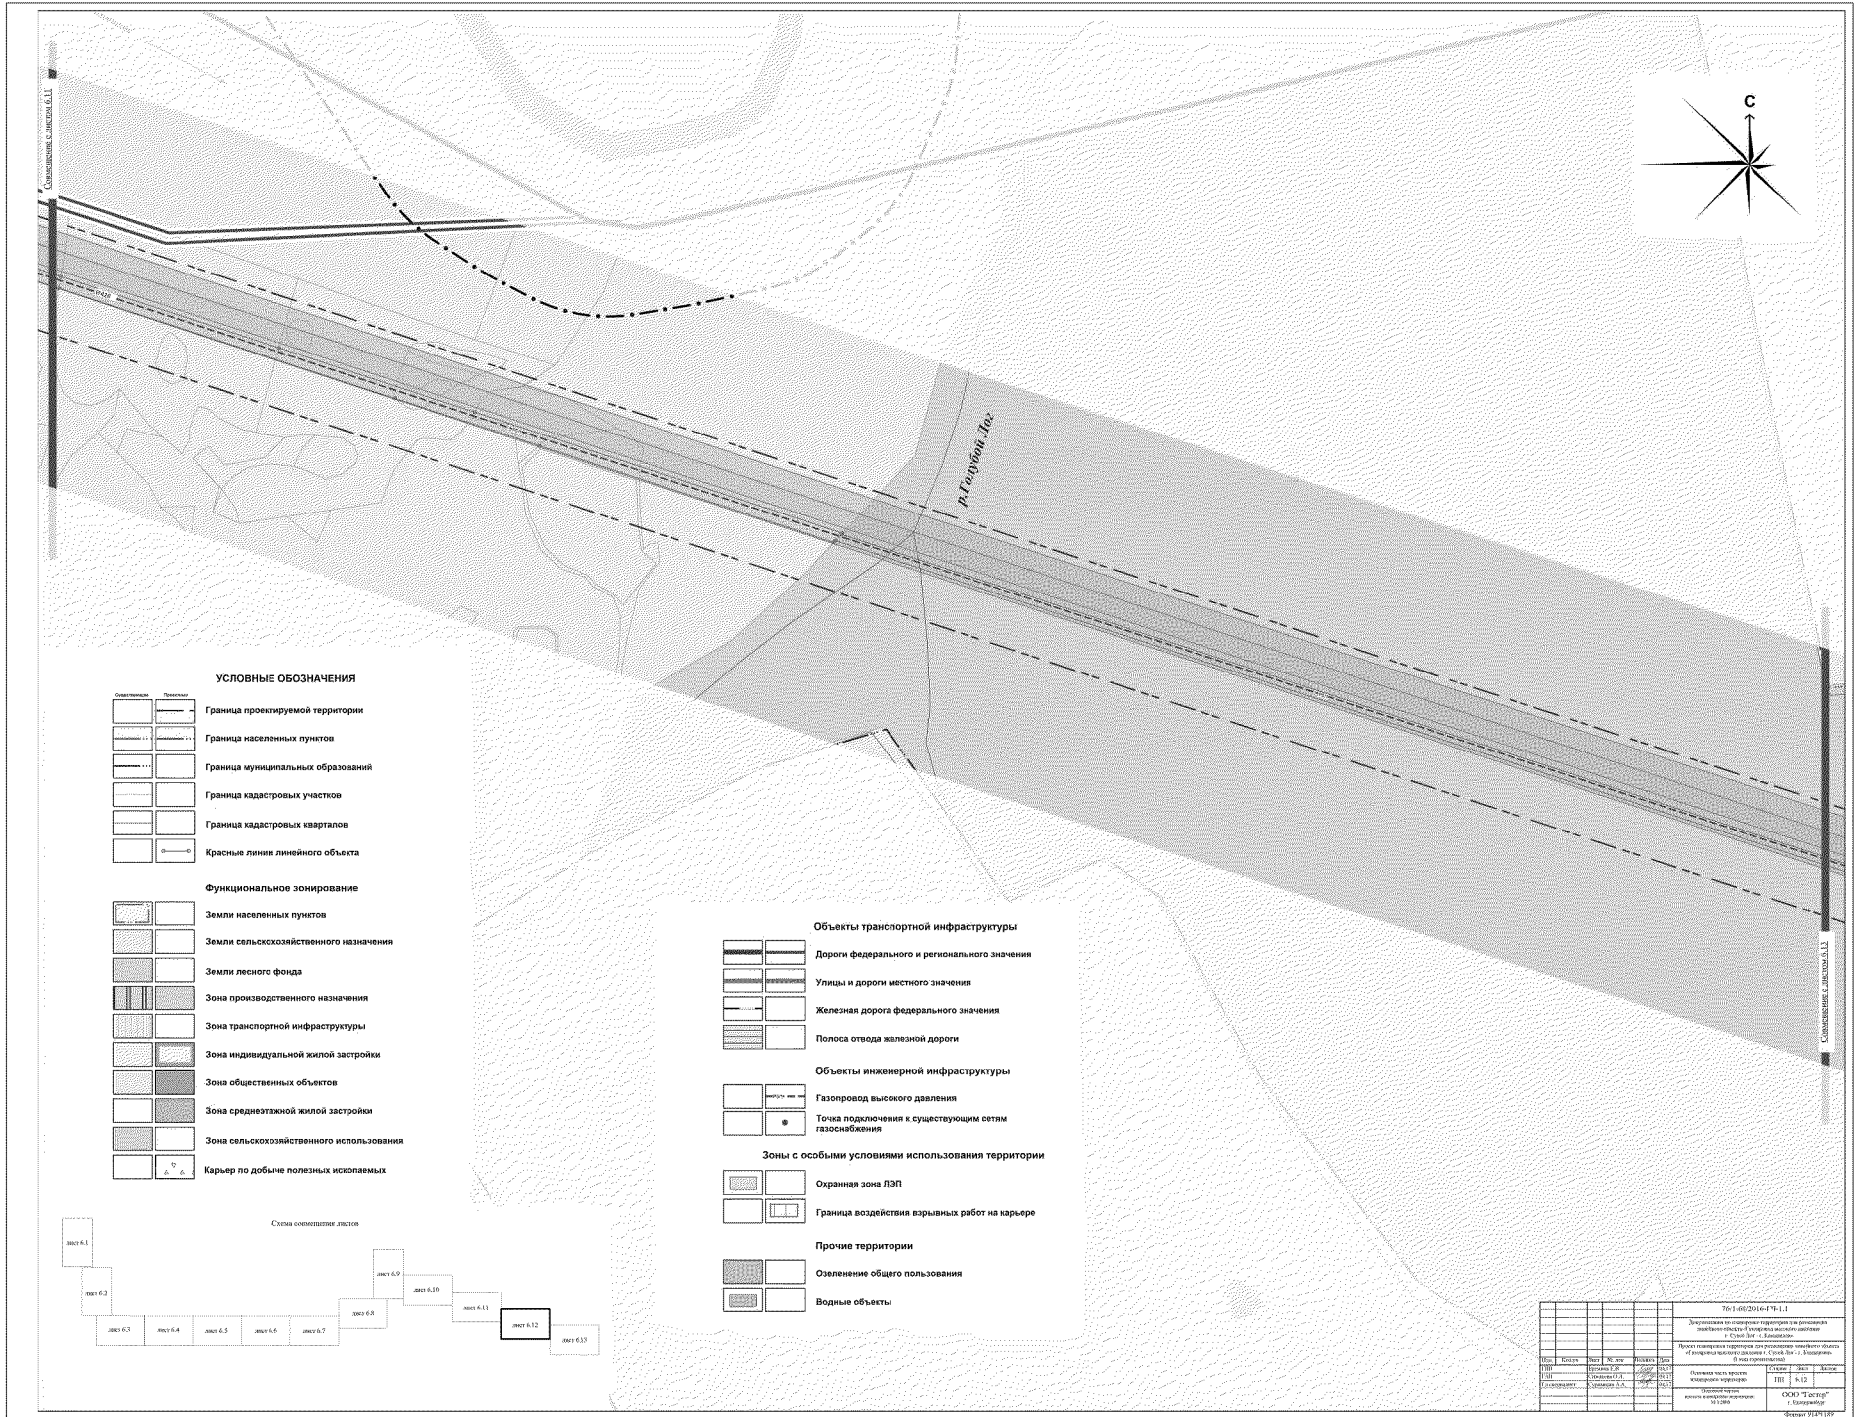 Совмещение с листом 6.11
С
р.Голубой Лог
УСЛОВНЫЕ ОБОЗНАЧЕНИЯ
Существующие Проектные
Граница проектируемой территории
Граница населенных пунктов
Граница муниципальных образований
Граница кадастровых участков
Граница кадастровых кварталов
Красные линии линейного объекта
Функциональное зонирование
Земли населенных пунктов
Земли сельскохозяйственного назначения
Земли лесного фонда
Зона производственного назначения
Зона транспортной инфраструктуры
Зона индивидуальной жилой застройки
Зона общественных объектов
Зона среднеэтажной жилой застройки
Зона сельскохозяйственного использования
Карьер по добыче полезных ископаемых
Объекты транспортной инфраструктуры
Дороги федерального и регионального значения
Улицы и дороги местного значения
Железная дорога федерального значения
Полоса отвода железной дороги
Объекты инженерной инфраструктуры
Газопровод высокого давления
Точка подключения к существующим сетям
газоснабжения
Зоны с особыми условиями использования территории
Охранная зона ЛЭП
Граница воздействия взрывных работ на карьере
Прочие территории
Озеленение общего пользования
Водные объекты
Совмещение с листом 6.13
Схема совмещения листов
лист 6.1
лист 6.2
лист 6.3
лист 6.4
лист 6.5
лист 6.6
лист 6.7
лист 6.8
лист 6.9
лист 6.10
лист 6.11
лист 6.12
лист 6.13
Стадия Лист Листов
ПП 6.12
г. Екатеринбург